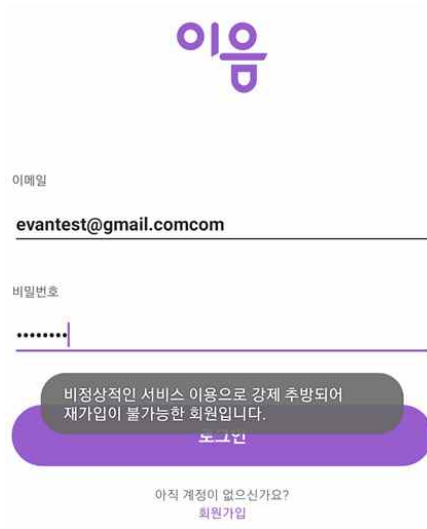 이음
이메일
evantest@gmail.comcom
비밀번호
••••••••
비정상적인 서비스 이용으로 강제 추방되어
재가입이 불가능한 회원입니다.
로그인
아직 계정이 없으신가요?
회원가입